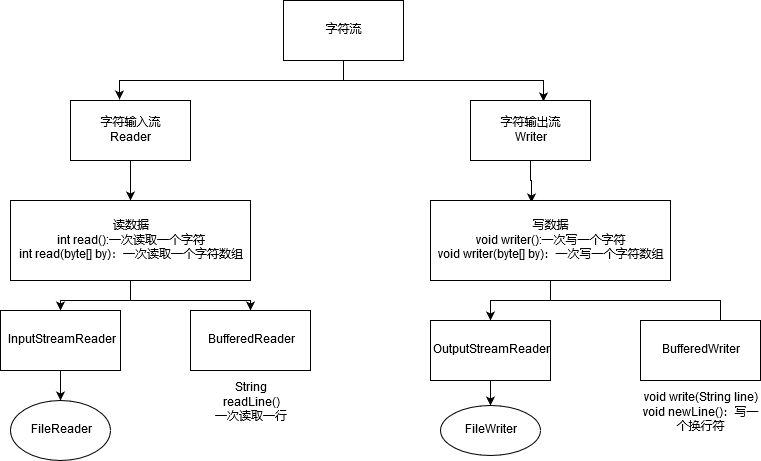 字符流
字符输入流
Reader
字符输出流
Writer
读数据
int read():一次读取一个字符
int read(byte[] by)：一次读取一个字符数组
写数据
void writer():一次写一个字符
void writer(byte[] by)：一次写一个字符数组
InputStreamReader
BufferedReader
OutputStreamReader
BufferedWriter
String
readLine()
一次读取一行
void write(String line)
void newLine()：写一
个换行符
FileReader
FileWriter